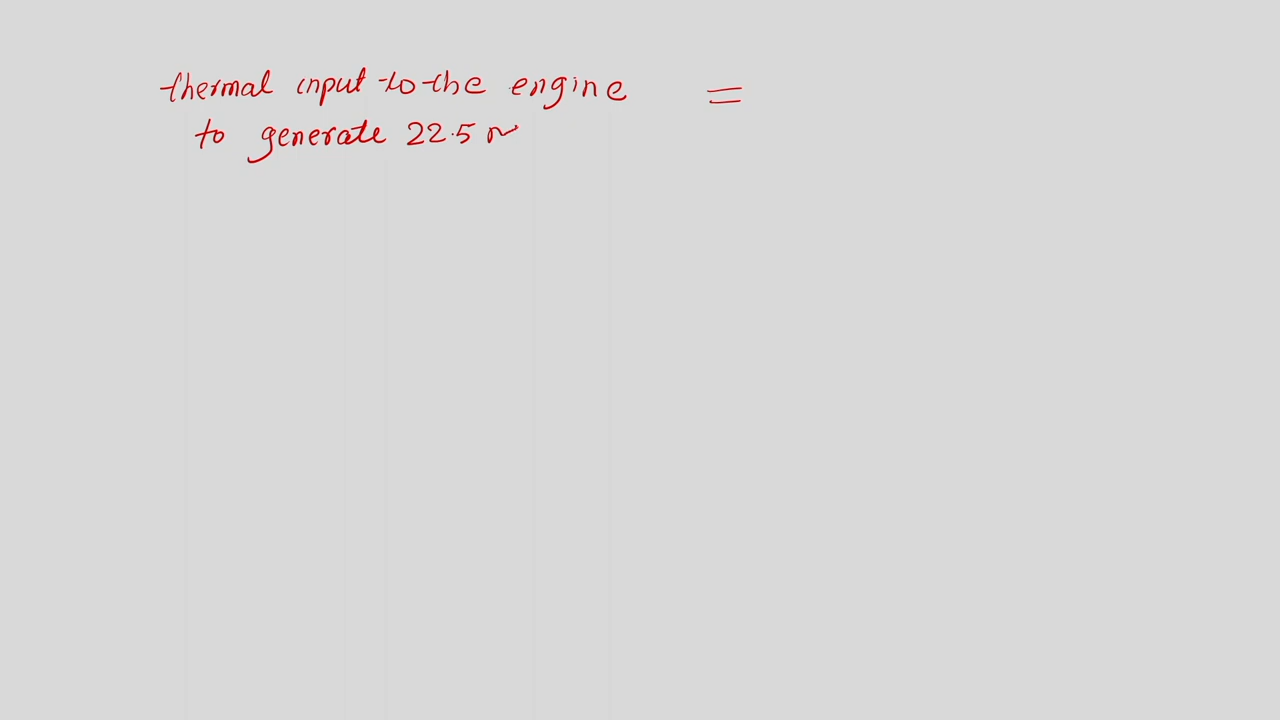 thermal input to the engine =
to generate 22.5